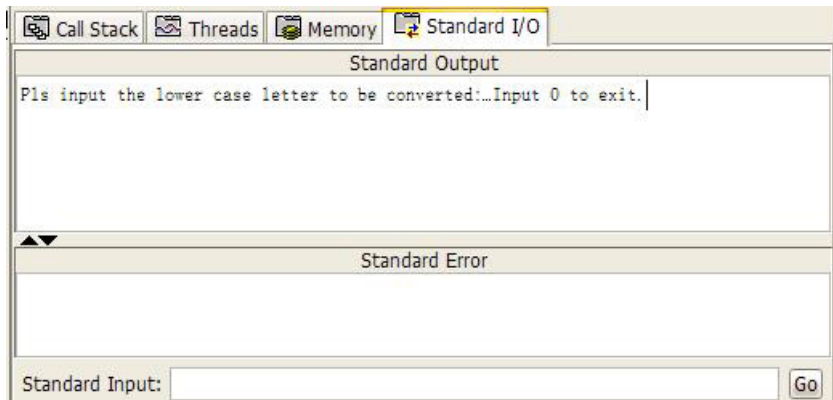 Call Stack Threads Memory Standard I/O
Standard Output
Pls input the lower case letter to be converted:…Input 0 to exit.
Standard Error
Standard Input: Go